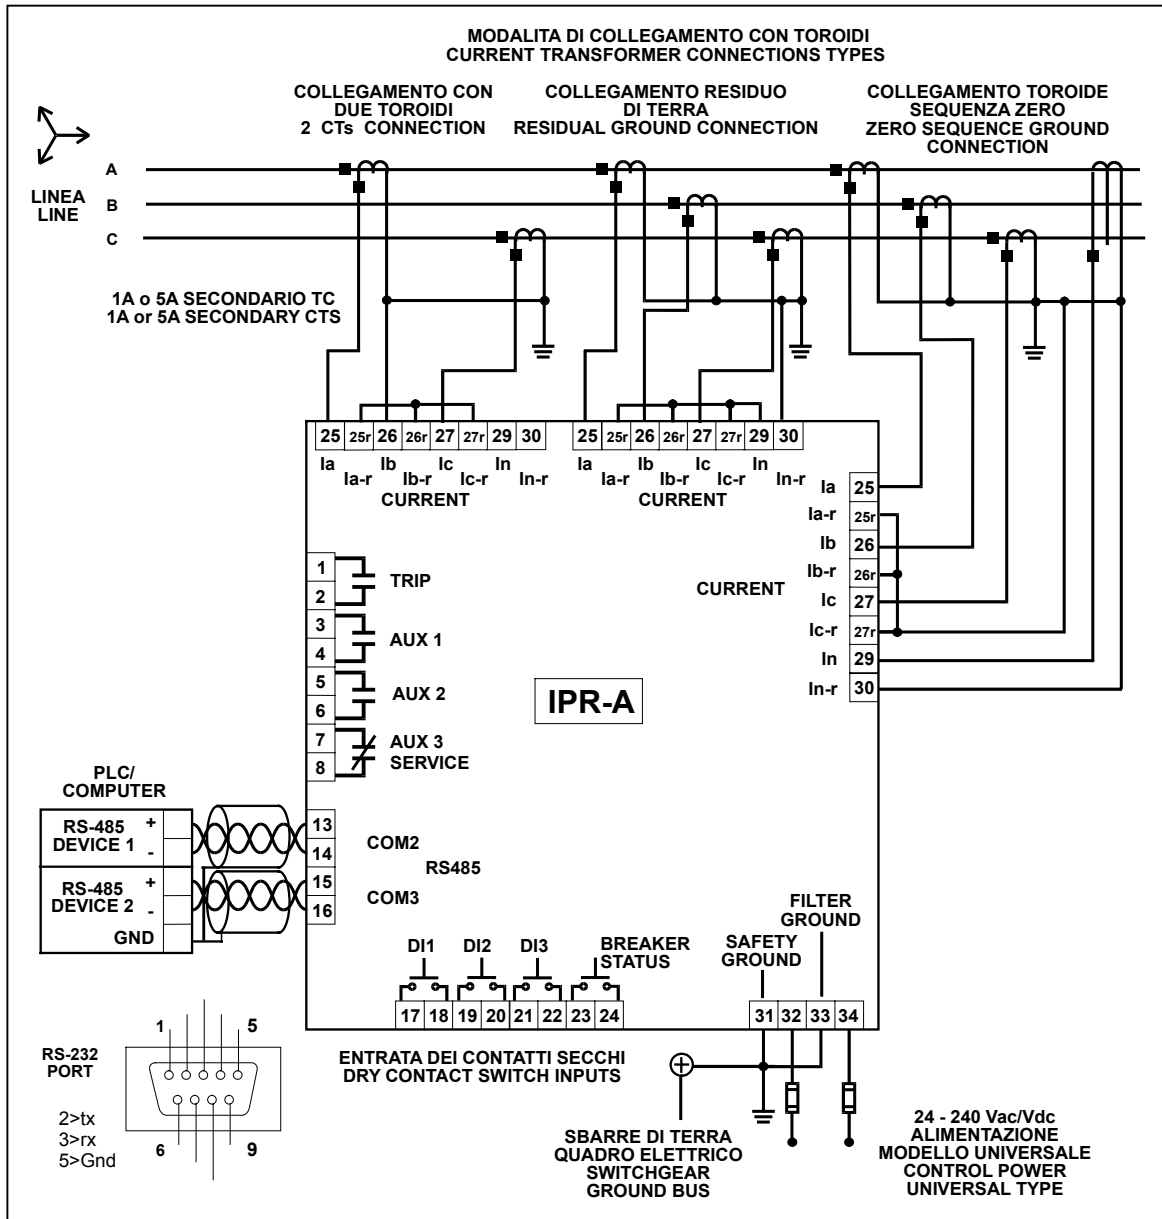 MODALITA DI COLLEGAMENTO CON TOROIDI
CURRENT TRANSFORMER CONNECTIONS TYPES
COLLEGAMENTO CON
DUE TOROIDI
2 CTs CONNECTION
COLLEGAMENTO RESIDUO
DI TERRA
RESIDUAL GROUND CONNECTION
COLLEGAMENTO TOROIDE
SEQUENZA ZERO
ZERO SEQUENCE GROUND
CONNECTION
A
LINEA
LINE
B
C
1A o 5A SECONDARIO TC
1A or 5A SECONDARY CTS
25 25r 26 26r 27 27r 29 30
Ia Ib Ic In
Ia-r Ib-r Ic-r In-r
CURRENT
25 25r 26 26r 27 27r 29 30
Ia Ib Ic In
Ia-r Ib-r Ic-r In-r
CURRENT
Ia 25
Ia-r 25r
Ib 26
Ib-r 26r
CURRENT
Ic 27
Ic-r 27r
In 29
In-r 30
1
2
TRIP
3
4
AUX 1
5
6
AUX 2
7
8
AUX 3
SERVICE
IPR-A
PLC/
COMPUTER
RS-485
DEVICE 1
+
-
RS-485
DEVICE 2
+
-
GND
13
14
15
16
COM2
RS485
COM3
DI1 DI2 DI3
BREAKER
STATUS
17 18 19 20 21 22 23 24
FILTER
GROUND
SAFETY
GROUND
31 32 33 34
ENTRATA DEI CONTATTI SECCHI
DRY CONTACT SWITCH INPUTS
RS-232
PORT
1 5
6 9
2>tx
3>rx
5>Gnd
SBARRE DI TERRA
QUADRO ELETTRICO
SWITCHGEAR
GROUND BUS
24 - 240 Vac/Vdc
ALIMENTAZIONE
MODELLO UNIVERSALE
CONTROL POWER
UNIVERSAL TYPE